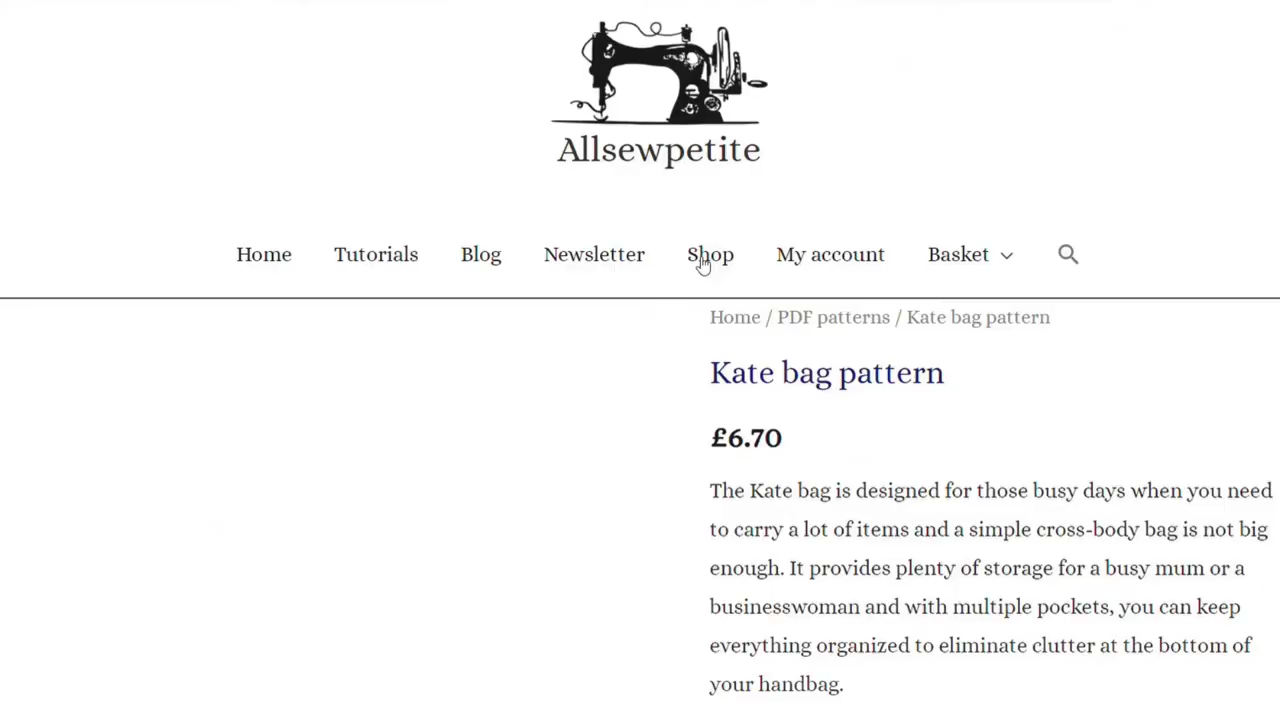 Allsewpetite
Home Tutorials Blog Newsletter Shop My account Basket
Home / PDF patterns / Kate bag pattern
Kate bag pattern
£6.70
The Kate bag is designed for those busy days when you need
to carry a lot of items and a simple cross-body bag is not big
enough. It provides plenty of storage for a busy mum or a
businesswoman and with multiple pockets, you can keep
everything organized to eliminate clutter at the bottom of
your handbag.